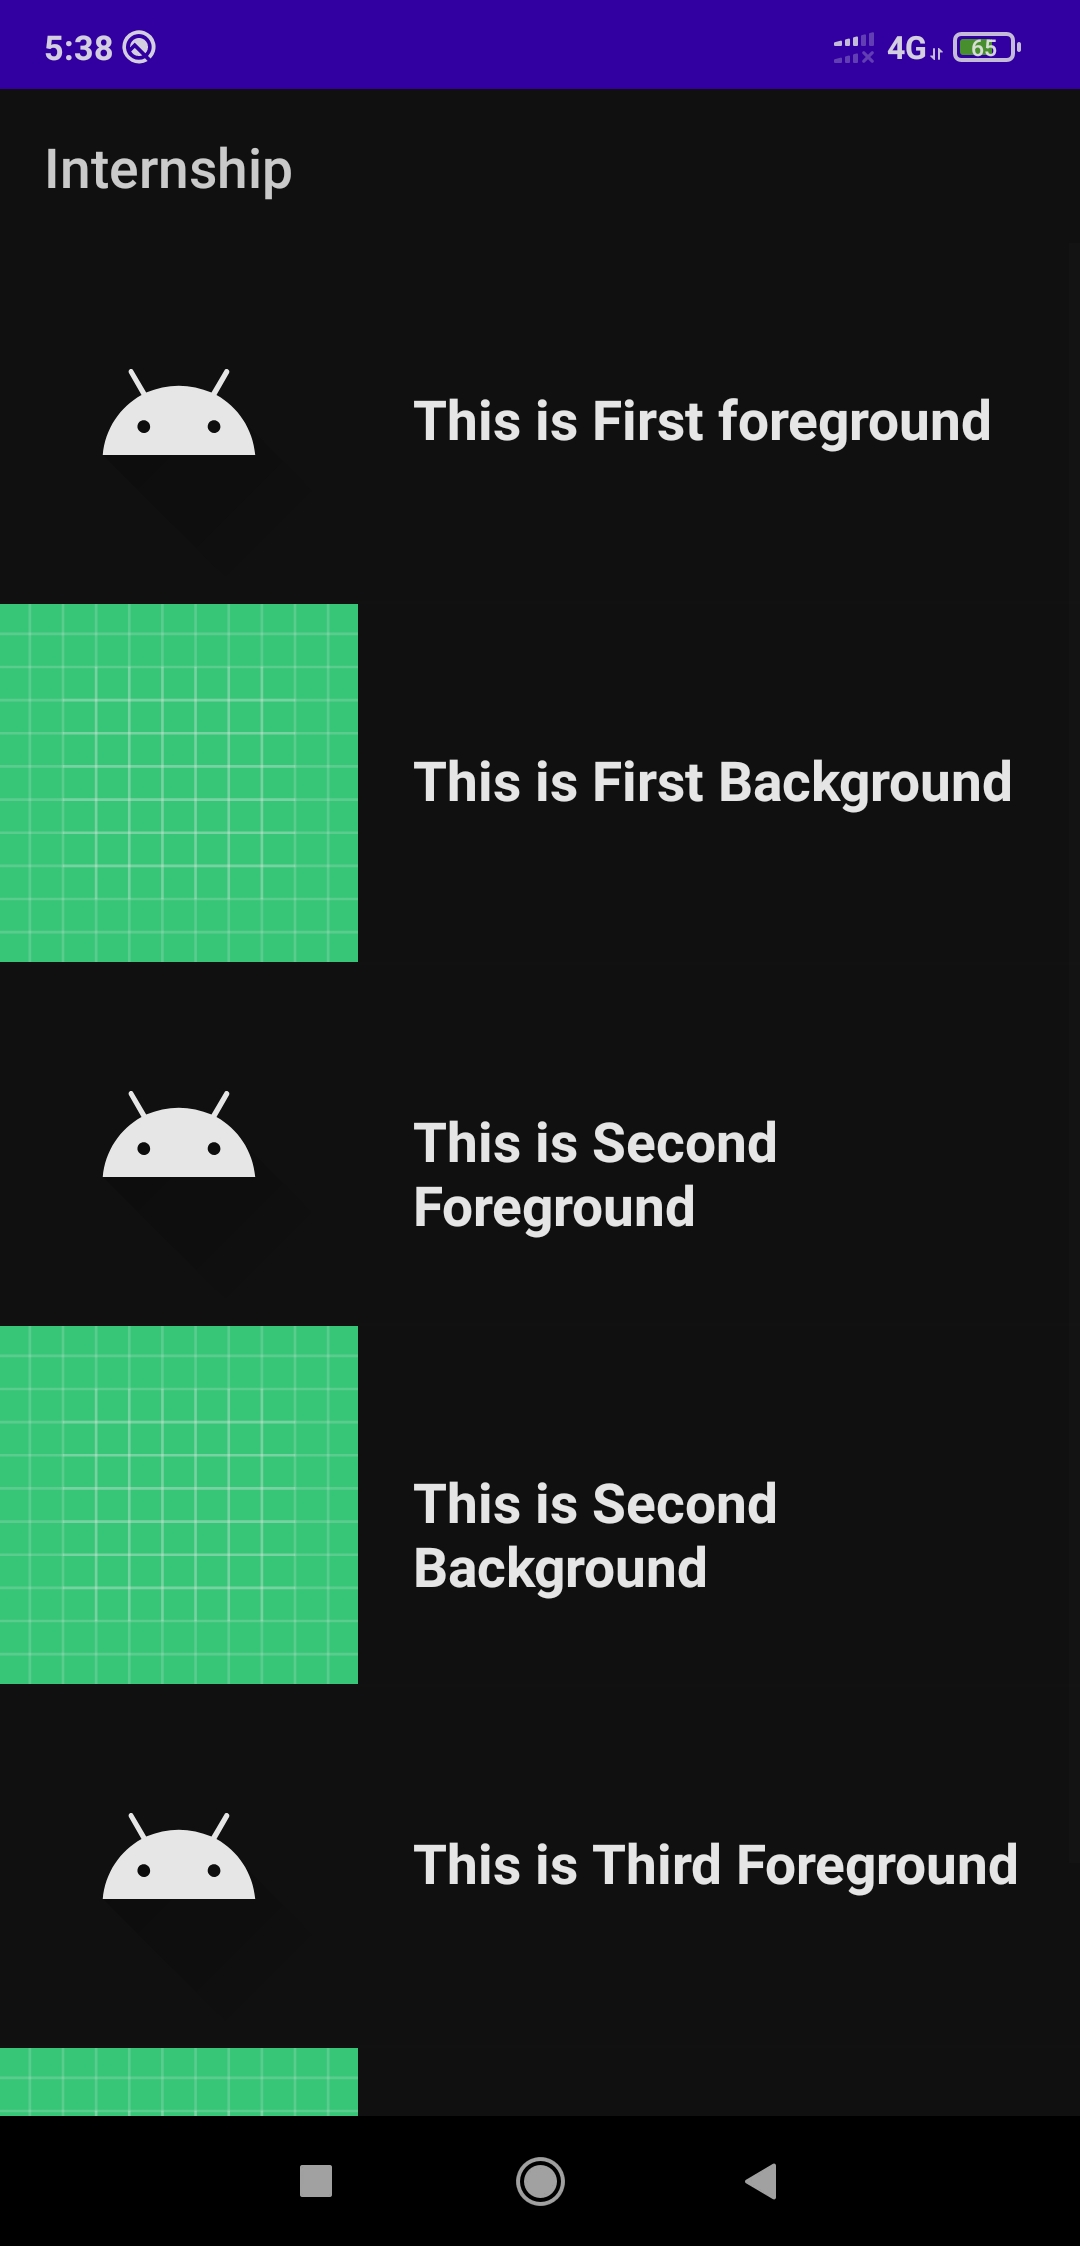 5:38
4G
65
Internship
This is First foreground
This is First Background
This is Second
Foreground
This is Second
Background
This is Third Foreground